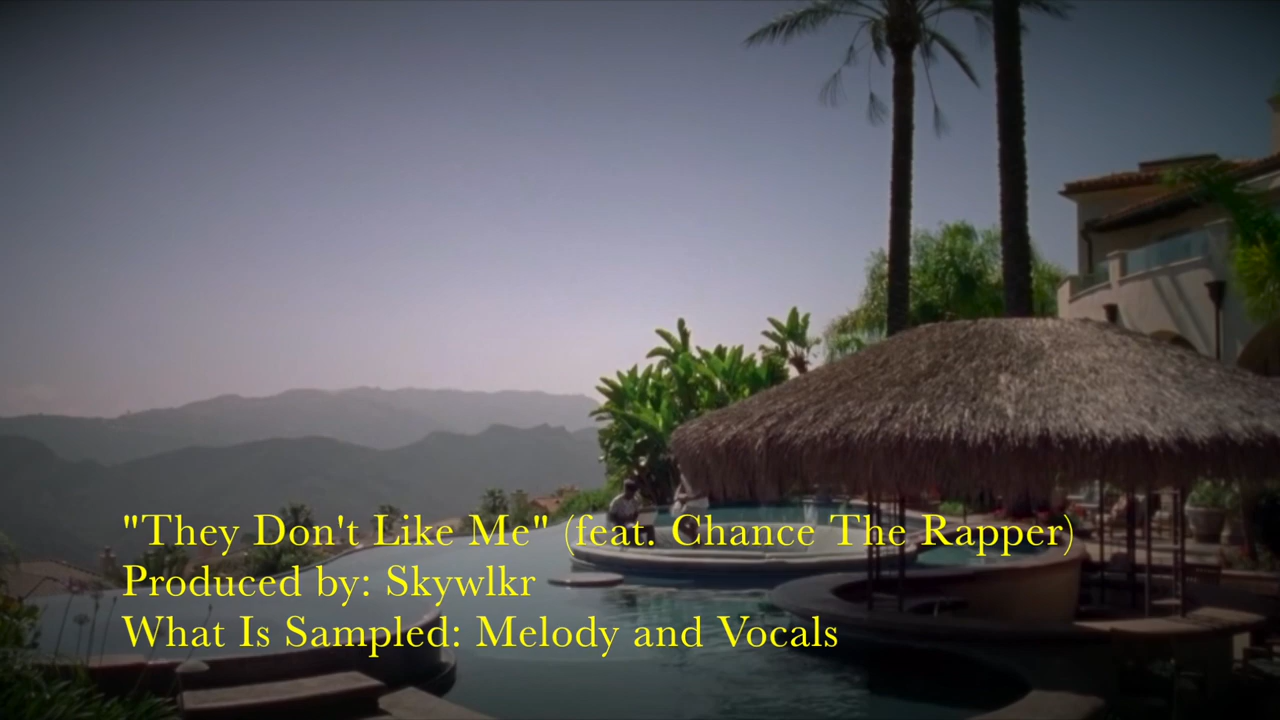 "They Don't Like Me" (feat. Chance The Rapper)
Produced by: Skywlkr
What Is Sampled: Melody and Vocals